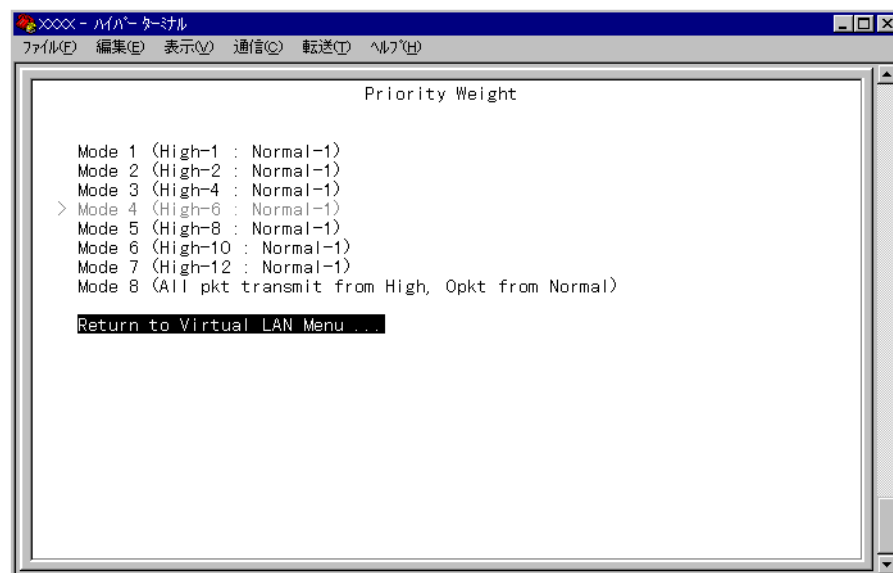 xxxx - ハイパー ターミナル
ファイル(F) 編集(E) 表示(V) 通信(C) 転送(T) ヘルプ(H)
Priority Weight
Mode 1 (High-1 : Normal-1)
Mode 2 (High-2 : Normal-1)
Mode 3 (High-4 : Normal-1)
> Mode 4 (High-6 : Normal-1)
Mode 5 (High-8 : Normal-1)
Mode 6 (High-10 : Normal-1)
Mode 7 (High-12 : Normal-1)
Mode 8 (All pkt transmit from High, 0pkt from Normal)
Return to Virtual LAN Menu ...